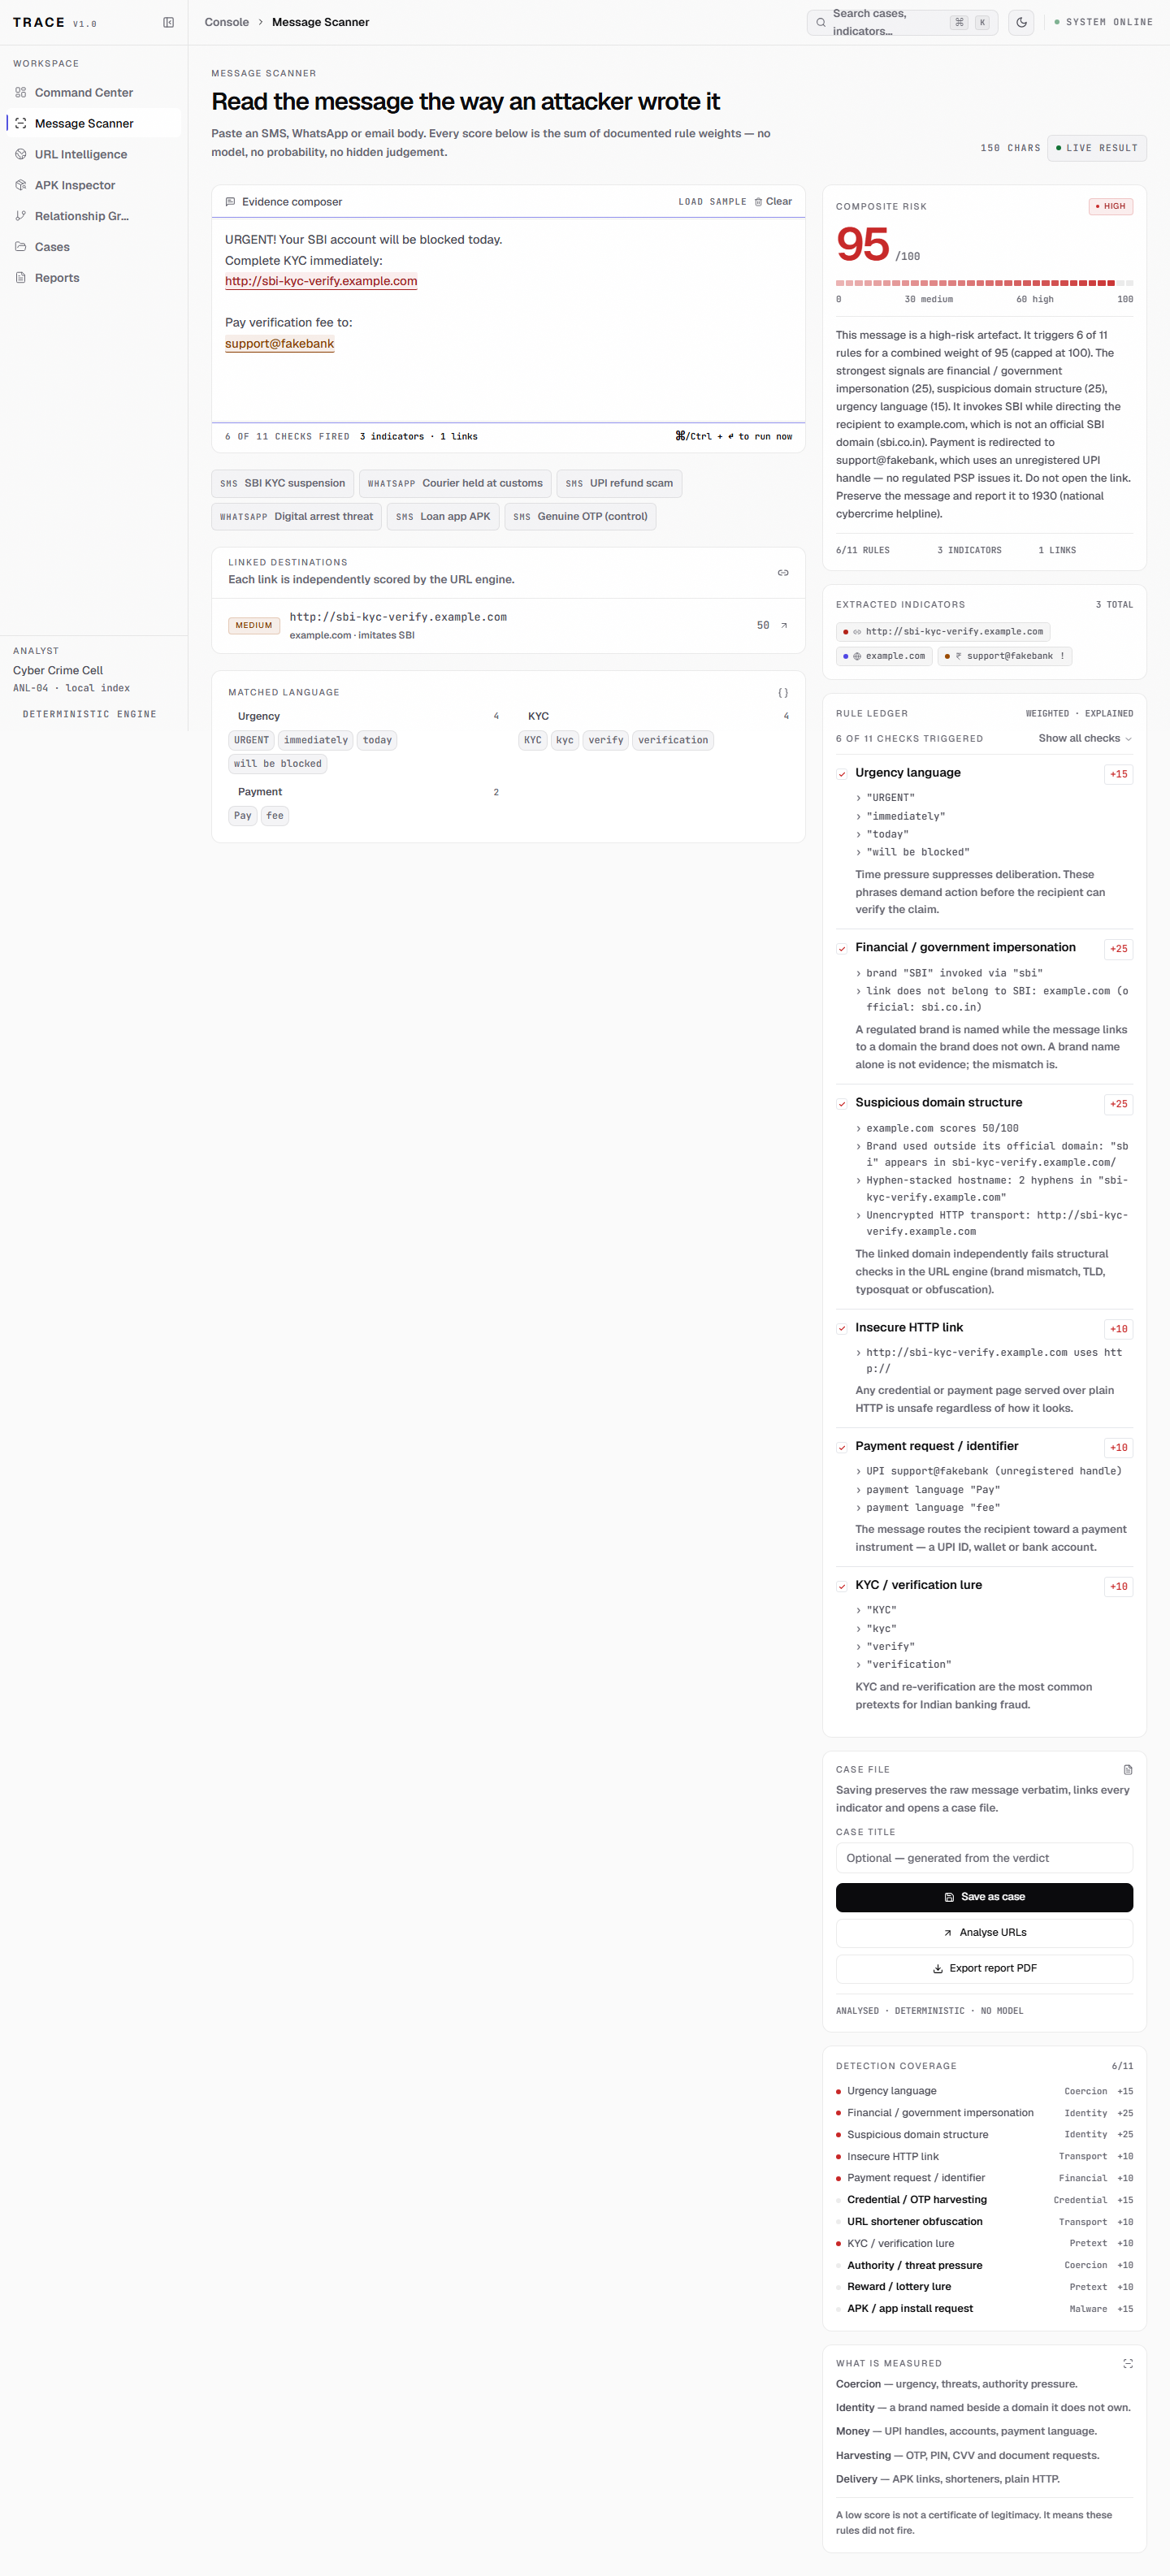 TRACE V1.0
Console > Message Scanner
Search cases, indicators...
⌘ K
SYSTEM ONLINE
WORKSPACE
Command Center
Message Scanner
URL Intelligence
APK Inspector
Relationship Gr...
Cases
Reports
ANALYST
Cyber Crime Cell
ANL-04 · local index
DETERMINISTIC ENGINE
MESSAGE SCANNER
Read the message the way an attacker wrote it
Paste an SMS, WhatsApp or email body. Every score below is the sum of documented rule weights — no
model, no probability, no hidden judgement.
150 CHARS
LIVE RESULT
Evidence composer
LOAD SAMPLE
Clear
URGENT! Your SBI account will be blocked today.
Complete KYC immediately:
http://sbi-kyc-verify.example.com
Pay verification fee to:
support@fakebank
6 OF 11 CHECKS FIRED 3 indicators · 1 links
⌘/Ctrl + ↵ to run now
SMS SBI KYC suspension
WHATSAPP Courier held at customs
SMS UPI refund scam
WHATSAPP Digital arrest threat
SMS Loan app APK
SMS Genuine OTP (control)
LINKED DESTINATIONS
Each link is independently scored by the URL engine.
MEDIUM
http://sbi-kyc-verify.example.com
example.com · imitates SBI
50
MATCHED LANGUAGE
{}
Urgency 4
URGENT immediately today
will be blocked
KYC 4
KYC kyc verify verification
Payment 2
Pay fee
COMPOSITE RISK
HIGH
95 /100
0 30 medium 60 high 100
This message is a high-risk artefact. It triggers 6 of 11
rules for a combined weight of 95 (capped at 100). The
strongest signals are financial / government
impersonation (25), suspicious domain structure (25),
urgency language (15). It invokes SBI while directing the
recipient to example.com, which is not an official SBI
domain (sbi.co.in). Payment is redirected to
support@fakebank, which uses an unregistered UPI
handle — no regulated PSP issues it. Do not open the link.
Preserve the message and report it to 1930 (national
cybercrime helpline).
6/11 RULES 3 INDICATORS 1 LINKS
EXTRACTED INDICATORS 3 TOTAL
http://sbi-kyc-verify.example.com
example.com
₹ support@fakebank !
RULE LEDGER WEIGHTED · EXPLAINED
6 OF 11 CHECKS TRIGGERED Show all checks
Urgency language +15
› "URGENT"
› "immediately"
› "today"
› "will be blocked"
Time pressure suppresses deliberation. These
phrases demand action before the recipient can
verify the claim.
Financial / government impersonation +25
› brand "SBI" invoked via "sbi"
› link does not belong to SBI: example.com (o
fficial: sbi.co.in)
A regulated brand is named while the message links
to a domain the brand does not own. A brand name
alone is not evidence; the mismatch is.
Suspicious domain structure +25
› example.com scores 50/100
› Brand used outside its official domain: "sb
i" appears in sbi-kyc-verify.example.com/
› Hyphen-stacked hostname: 2 hyphens in "sbi-
kyc-verify.example.com"
› Unencrypted HTTP transport: http://sbi-kyc-
verify.example.com
The linked domain independently fails structural
checks in the URL engine (brand mismatch, TLD,
typosquat or obfuscation).
Insecure HTTP link +10
› http://sbi-kyc-verify.example.com uses htt
p://
Any credential or payment page served over plain
HTTP is unsafe regardless of how it looks.
Payment request / identifier +10
› UPI support@fakebank (unregistered handle)
› payment language "Pay"
› payment language "fee"
The message routes the recipient toward a payment
instrument — a UPI ID, wallet or bank account.
KYC / verification lure +10
› "KYC"
› "kyc"
› "verify"
› "verification"
KYC and re-verification are the most common
pretexts for Indian banking fraud.
CASE FILE
Saving preserves the raw message verbatim, links every
indicator and opens a case file.
CASE TITLE
Optional — generated from the verdict
Save as case
Analyse URLs
Export report PDF
ANALYSED · DETERMINISTIC · NO MODEL
DETECTION COVERAGE 6/11
Urgency language Coercion +15
Financial / government impersonation Identity +25
Suspicious domain structure Identity +25
Insecure HTTP link Transport +10
Payment request / identifier Financial +10
Credential / OTP harvesting Credential +15
URL shortener obfuscation Transport +10
KYC / verification lure Pretext +10
Authority / threat pressure Coercion +10
Reward / lottery lure Pretext +10
APK / app install request Malware +15
WHAT IS MEASURED
Coercion — urgency, threats, authority pressure.
Identity — a brand named beside a domain it does not own.
Money — UPI handles, accounts, payment language.
Harvesting — OTP, PIN, CVV and document requests.
Delivery — APK links, shorteners, plain HTTP.
A low score is not a certificate of legitimacy. It means these
rules did not fire.